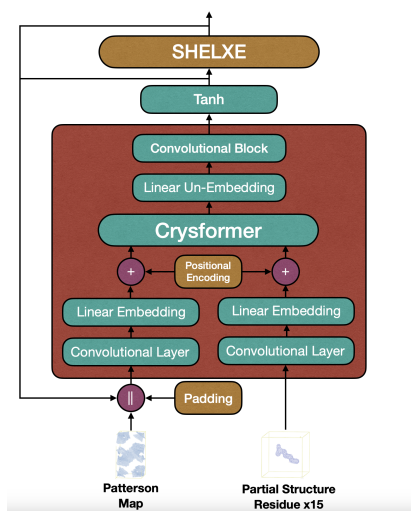 SHELXE
Tanh
Convolutional Block
Linear Un-Embedding
Crysformer
+
Positional
Encoding
+
Linear Embedding
Linear Embedding
Convolutional Layer
Convolutional Layer
||
Padding
Patterson
Map
Partial Structure
Residue x15